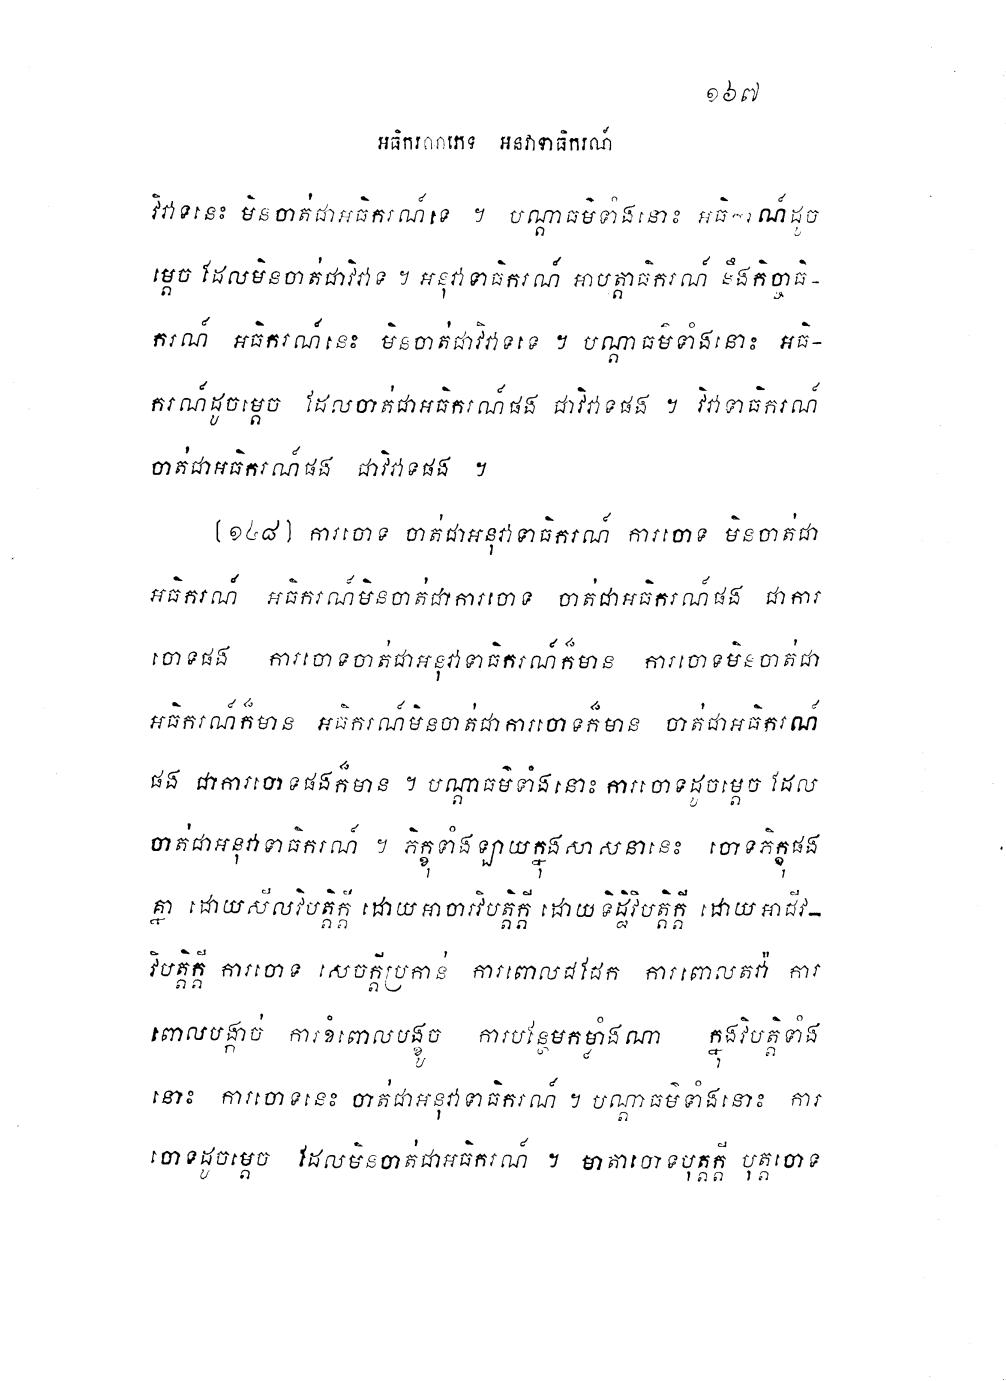 ១៦៧
អធិករណភេទ អនុវាទាធិករណ៍
វិវាទនេះ មិនចាត់ជាអធិករណ៍ទេ ។ បណ្តាធម៌ទាំងនោះ អធិករណ៍ដូច
ម្តេច ដែលមិនចាត់ជាវិវាទ ។ អនុវាទាធិករណ៍ អាបត្តាធិករណ៍ នឹងកិច្ចាធិ-
ករណ៍ អធិករណ៍នេះ មិនចាត់ជាវិវាទទេ ។ បណ្តាធម៌ទាំងនោះ អធិ-
ករណ៍ដូចម្តេច ដែលចាត់ជាអធិករណ៍ផង ជាវិវាទផង ។ វិវាទាធិករណ៍
ចាត់ជាអធិករណ៍ផង ជាវិវាទផង ។
(១៤៨) ការចោទ ចាត់ជាអនុវាទាធិករណ៍ ការចោទ មិនចាត់ជា
អធិករណ៍ អធិករណ៍មិនចាត់ជាការចោទ ចាត់ជាអធិករណ៍ផង ជាការ
ចោទផង ការចោទចាត់ជាអនុវាទាធិករណ៍ក៏មាន ការចោទមិនចាត់ជា
អធិករណ៍ក៏មាន អធិករណ៍មិនចាត់ជាការចោទក៏មាន ចាត់ជាអធិករណ៍
ផង ជាការចោទផងក៏មាន ។ បណ្តាធម៌ទាំងនោះ ការចោទដូចម្តេច ដែល
ចាត់ជាអនុវាទាធិករណ៍ ។ ភិក្ខុទាំងឡាយក្នុងសាសនានេះ ចោទភិក្ខុផង
គ្នា ដោយសីលវិបត្តិក្តី ដោយអាចារវិបត្តិក្តី ដោយទិដ្ឋិវិបត្តិក្តី ដោយអាជីវ-
វិបត្តិក្តី ការចោទ សេចក្តីប្រកាន់ ការពោលដដែក ការពោលតវ៉ា ការ
ពោលបង្កាច់ ការខំពោលបង្ខូច ការបន្ថែមកម្លាំងណា ក្នុងវិបត្តិទាំង
នោះ ការចោទនេះ ចាត់ជាអនុវាទាធិករណ៍ ។ បណ្តាធម៌ទាំងនោះ ការ
ចោទដូចម្តេច ដែលមិនចាត់ជាអធិករណ៍ ។ មាតាចោទបុត្តក្តី បុត្តចោទ